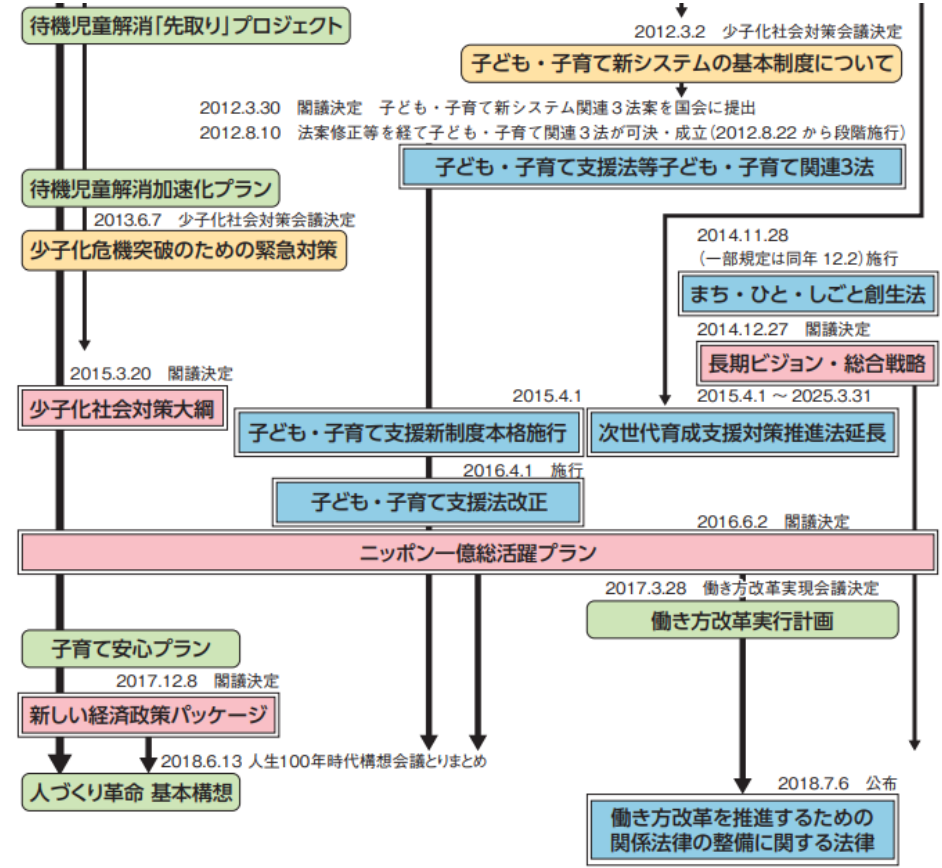 待機児童解消「先取り」プロジェクト
2012.3.2 少子化社会対策会議決定
子ども・子育て新システムの基本制度について
2012.3.30 閣議決定 子ども・子育て新システム関連3法案を国会に提出
2012.8.10 法案修正等を経て子ども・子育て関連3法が可決・成立(2012.8.22 から段階施行)
子ども・子育て支援法等子ども・子育て関連3法
待機児童解消加速化プラン
2013.6.7 少子化社会対策会議決定
少子化危機突破のための緊急対策
2014.11.28
(一部規定は同年 12.2)施行
まち・ひと・しごと創生法
2014.12.27 閣議決定
長期ビジョン・総合戦略
2015.3.20 閣議決定
少子化社会対策大綱
2015.4.1
子ども・子育て支援新制度本格施行
2015.4.1 ～ 2025.3.31
次世代育成支援対策推進法延長
2016.4.1 施行
子ども・子育て支援法改正
2016.6.2 閣議決定
ニッポン一億総活躍プラン
2017.3.28 働き方改革実現会議決定
働き方改革実行計画
子育て安心プラン
2017.12.8 閣議決定
新しい経済政策パッケージ
2018.6.13 人生100年時代構想会議とりまとめ
人づくり革命 基本構想
2018.7.6 公布
働き方改革を推進するための
関係法律の整備に関する法律